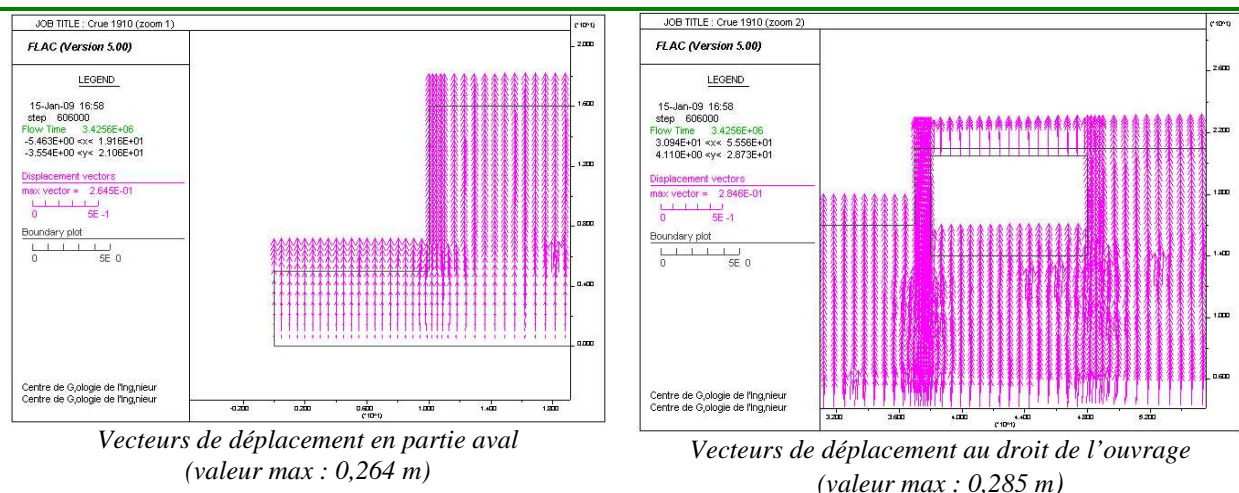 JOB TITLE : Crue 1910 (zoom 1)
(*10^1)
FLAC (Version 5.00)
LEGEND
15-Jan-09 16:58
step 606000
Flow Time 3.4256E+06
-5.463E+00 <x< 1.916E+01
-3.554E+00 <y< 2.106E+01
Displacement vectors
max vector = 2.645E-01
0 5E -1
Boundary plot
0 5E 0
Centre de G,ologie de l'Ing,nieur
Centre de G,ologie de l'Ing,nieur
2.000
1.600
1.200
0.800
0.400
0.000
-0.200 0.200 0.600 1.000 1.400 1.800
(*10^1)
Vecteurs de déplacement en partie aval
(valeur max : 0,264 m)
JOB TITLE : Crue 1910 (zoom 2)
(*10^1)
FLAC (Version 5.00)
LEGEND
15-Jan-09 16:58
step 606000
Flow Time 3.4256E+06
3.094E+01 <x< 5.556E+01
4.110E+00 <y< 2.873E+01
Displacement vectors
max vector = 2.846E-01
0 5E -1
Boundary plot
0 5E 0
Centre de G,ologie de l'Ing,nieur
Centre de G,ologie de l'Ing,nieur
2.600
2.200
1.800
1.400
1.000
0.600
3.200 3.600 4.000 4.400 4.800 5.200
(*10^1)
Vecteurs de déplacement au droit de l'ouvrage
(valeur max : 0,285 m)